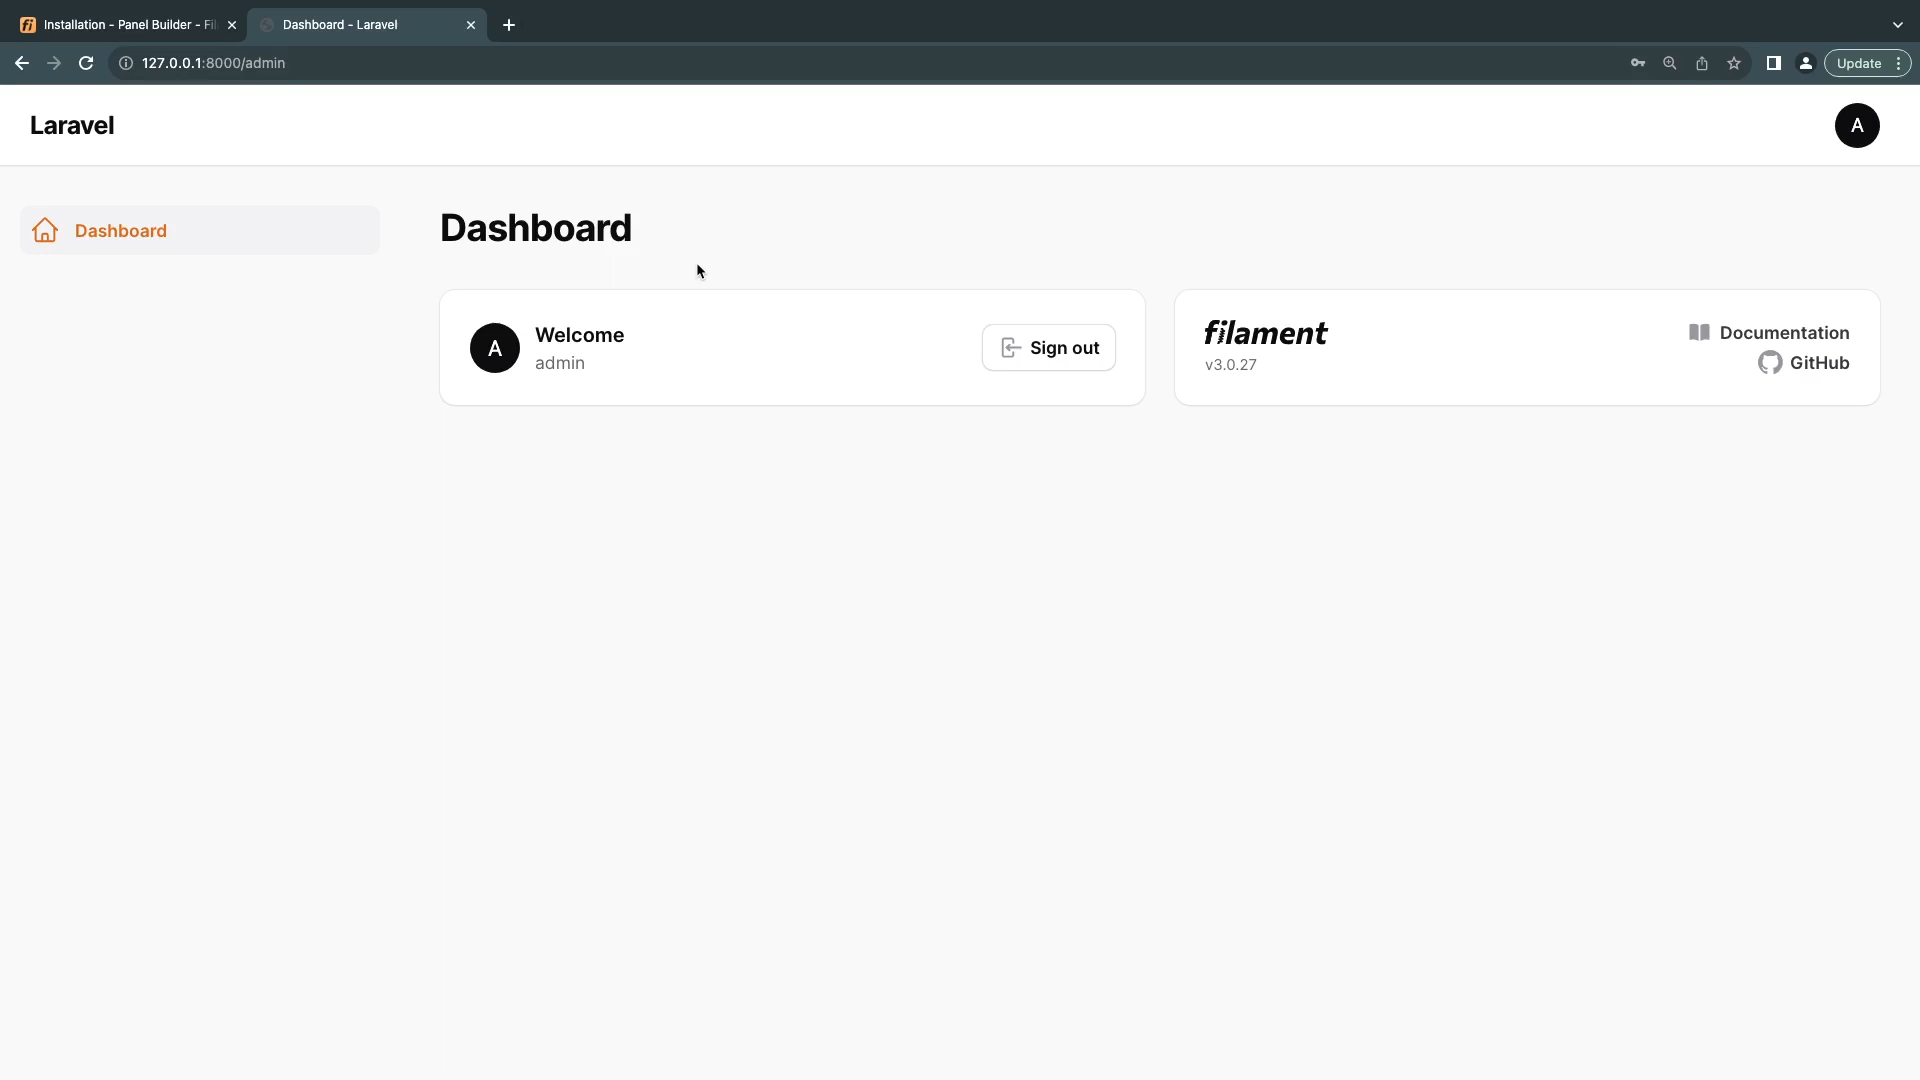 Installation - Panel Builder - Fil
Dashboard - Laravel
127.0.0.1:8000/admin
Update
Laravel
A
Dashboard
Dashboard
A
Welcome
admin
Sign out
filament
v3.0.27
Documentation
GitHub